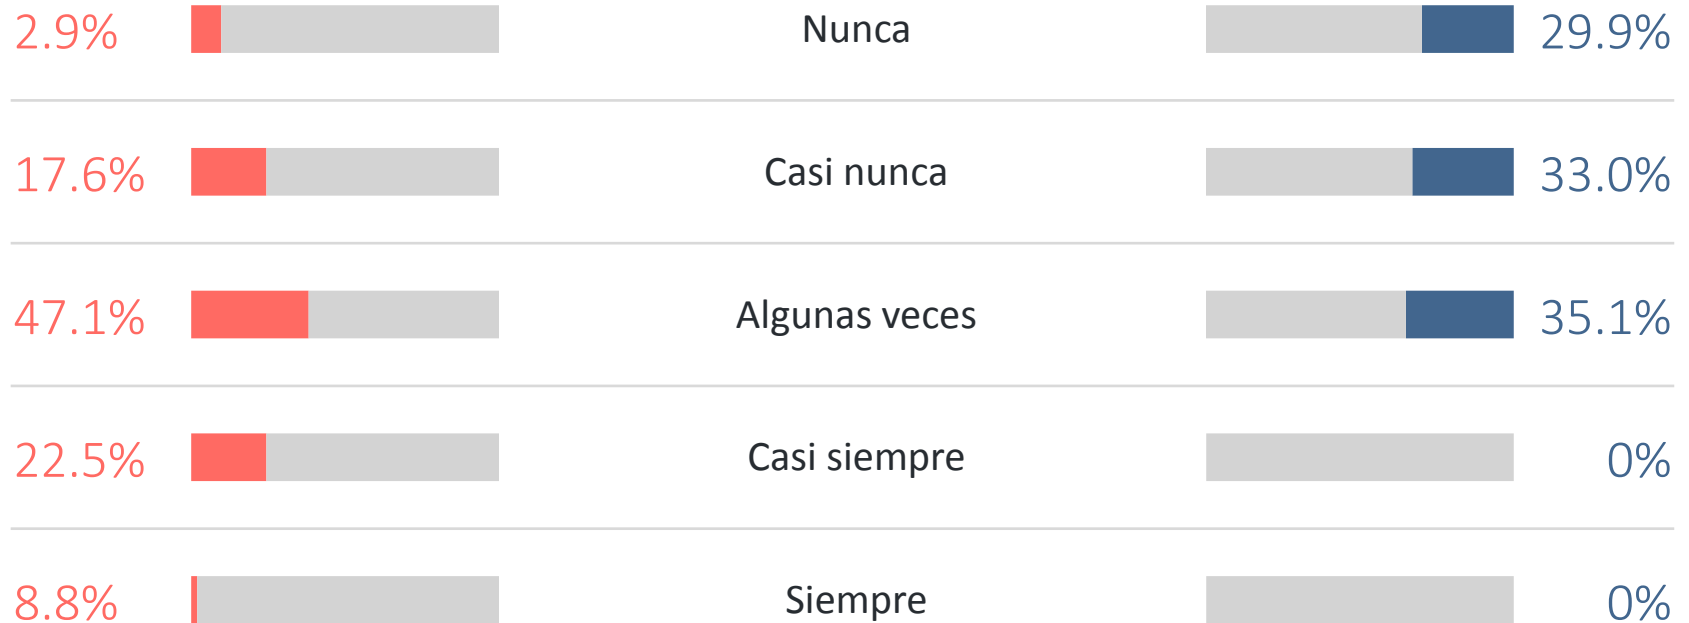 2.9% Nunca 29.9%
17.6% Casi nunca 33.0%
47.1% Algunas veces 35.1%
22.5% Casi siempre 0%
8.8% Siempre 0%